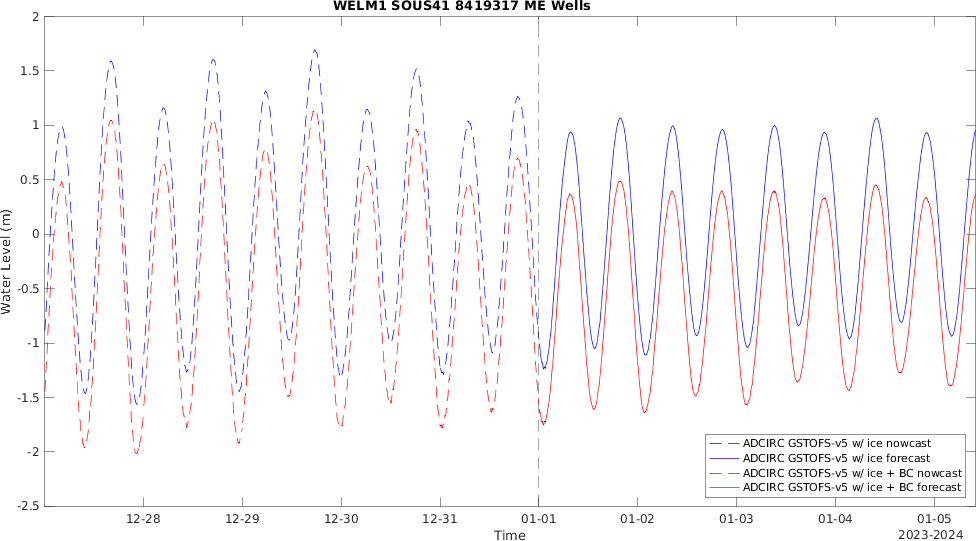 WELM1 SOUS41 8419317 ME Wells
2
1.5
1
0.5
0
-0.5
-1
-1.5
-2
-2.5
Water Level (m)
12-28 12-29 12-30 12-31 01-01 01-02 01-03 01-04 01-05
Time
2023-2024
ADCIRC GSTOFS-v5 w/ ice nowcast
ADCIRC GSTOFS-v5 w/ ice forecast
ADCIRC GSTOFS-v5 w/ ice + BC nowcast
ADCIRC GSTOFS-v5 w/ ice + BC forecast